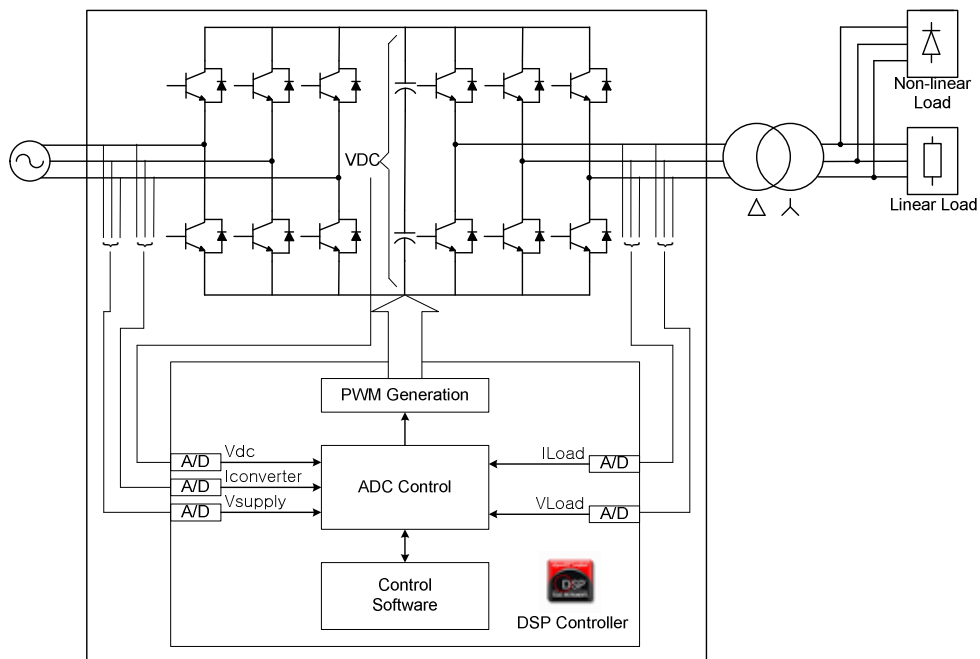 Non-linear
Load
VDC
Linear Load
PWM Generation
A/D
Vdc
A/D
Iconverter
A/D
Vsupply
ADC Control
ILoad
A/D
VLoad
A/D
Control
Software
DSP
DSP Controller